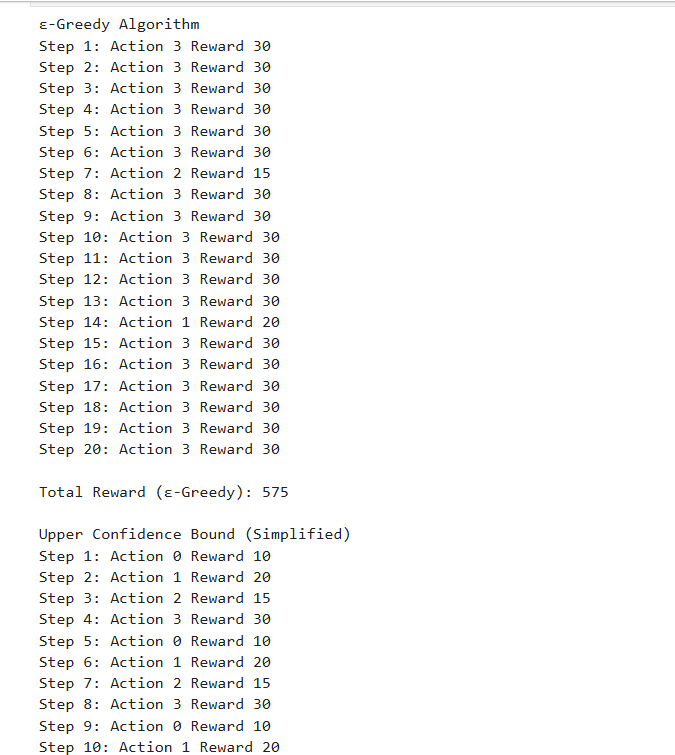 ε-Greedy Algorithm
Step 1: Action 3 Reward 30
Step 2: Action 3 Reward 30
Step 3: Action 3 Reward 30
Step 4: Action 3 Reward 30
Step 5: Action 3 Reward 30
Step 6: Action 3 Reward 30
Step 7: Action 2 Reward 15
Step 8: Action 3 Reward 30
Step 9: Action 3 Reward 30
Step 10: Action 3 Reward 30
Step 11: Action 3 Reward 30
Step 12: Action 3 Reward 30
Step 13: Action 3 Reward 30
Step 14: Action 1 Reward 20
Step 15: Action 3 Reward 30
Step 16: Action 3 Reward 30
Step 17: Action 3 Reward 30
Step 18: Action 3 Reward 30
Step 19: Action 3 Reward 30
Step 20: Action 3 Reward 30
Total Reward (ε-Greedy): 575
Upper Confidence Bound (Simplified)
Step 1: Action 0 Reward 10
Step 2: Action 1 Reward 20
Step 3: Action 2 Reward 15
Step 4: Action 3 Reward 30
Step 5: Action 0 Reward 10
Step 6: Action 1 Reward 20
Step 7: Action 2 Reward 15
Step 8: Action 3 Reward 30
Step 9: Action 0 Reward 10
Step 10: Action 1 Reward 20